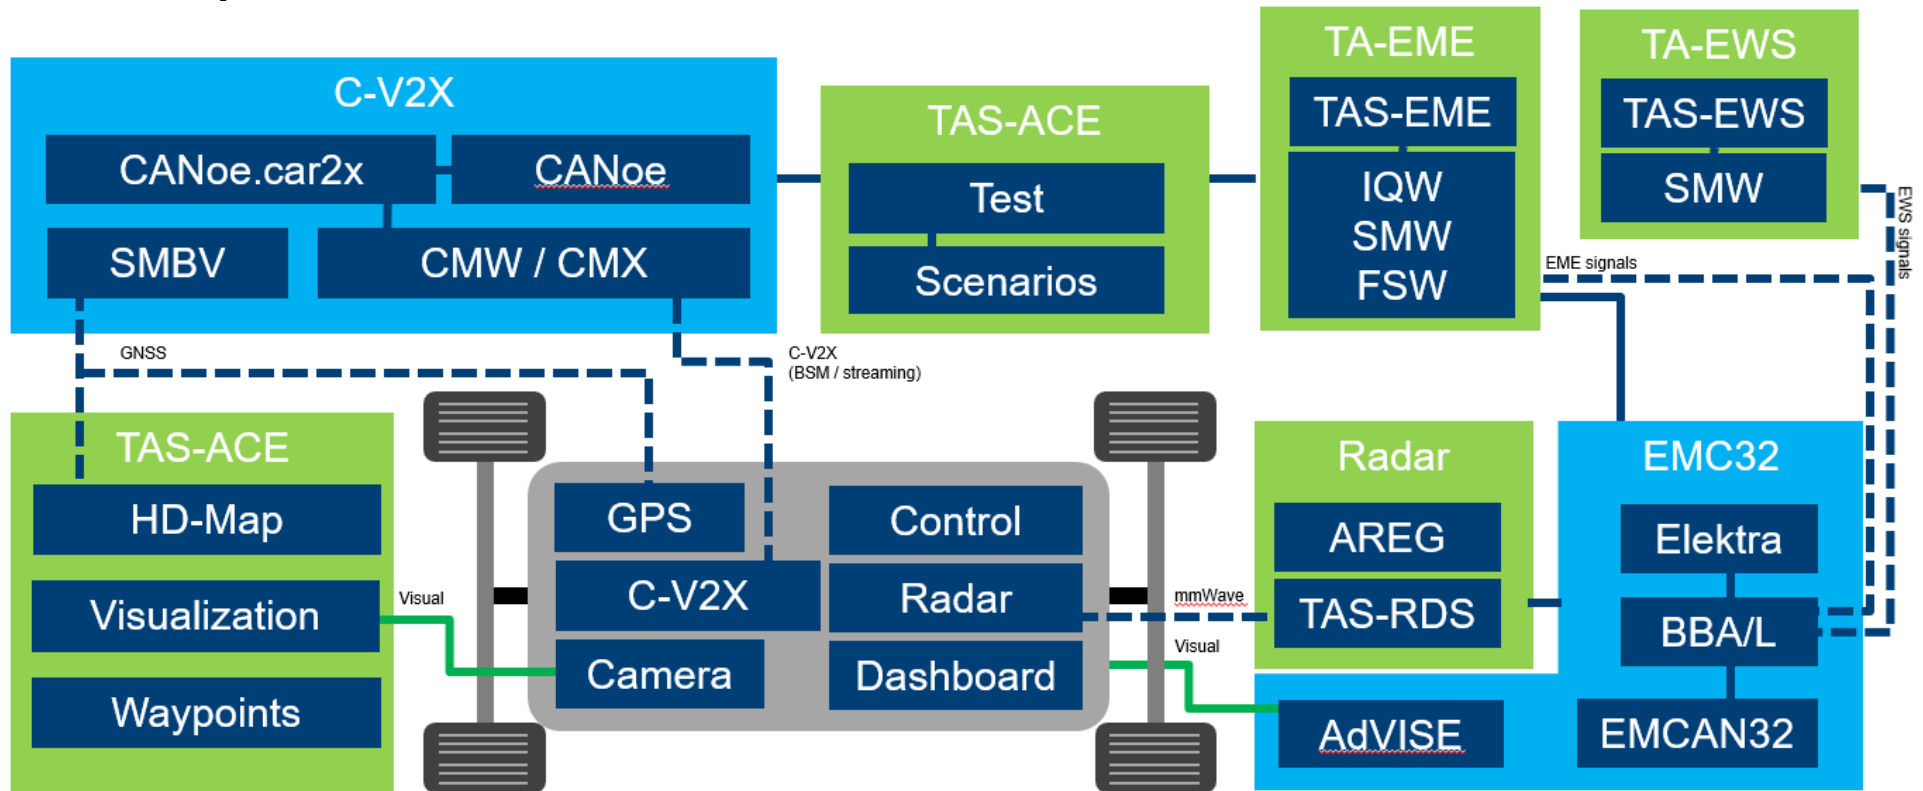 C-V2X
CANoe.car2x
CANoe
SMBV
CMW / CMX
TAS-ACE
Test
Scenarios
TA-EME
TAS-EME
IQW
SMW
FSW
TA-EWS
TAS-EWS
SMW
EWS signals
EME signals
GNSS
C-V2X
(BSM / streaming)
TAS-ACE
HD-Map
Visualization
Waypoints
Visual
GPS
C-V2X
Camera
Control
Radar
Dashboard
mmWave
Visual
Radar
AREG
TAS-RDS
EMC32
Elektra
BBA/L
EMCAN32
AdVISE